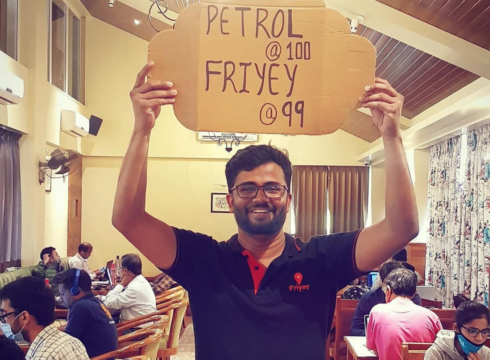 PETROL
@ 100
FRIYEY
@ 99
Friyey